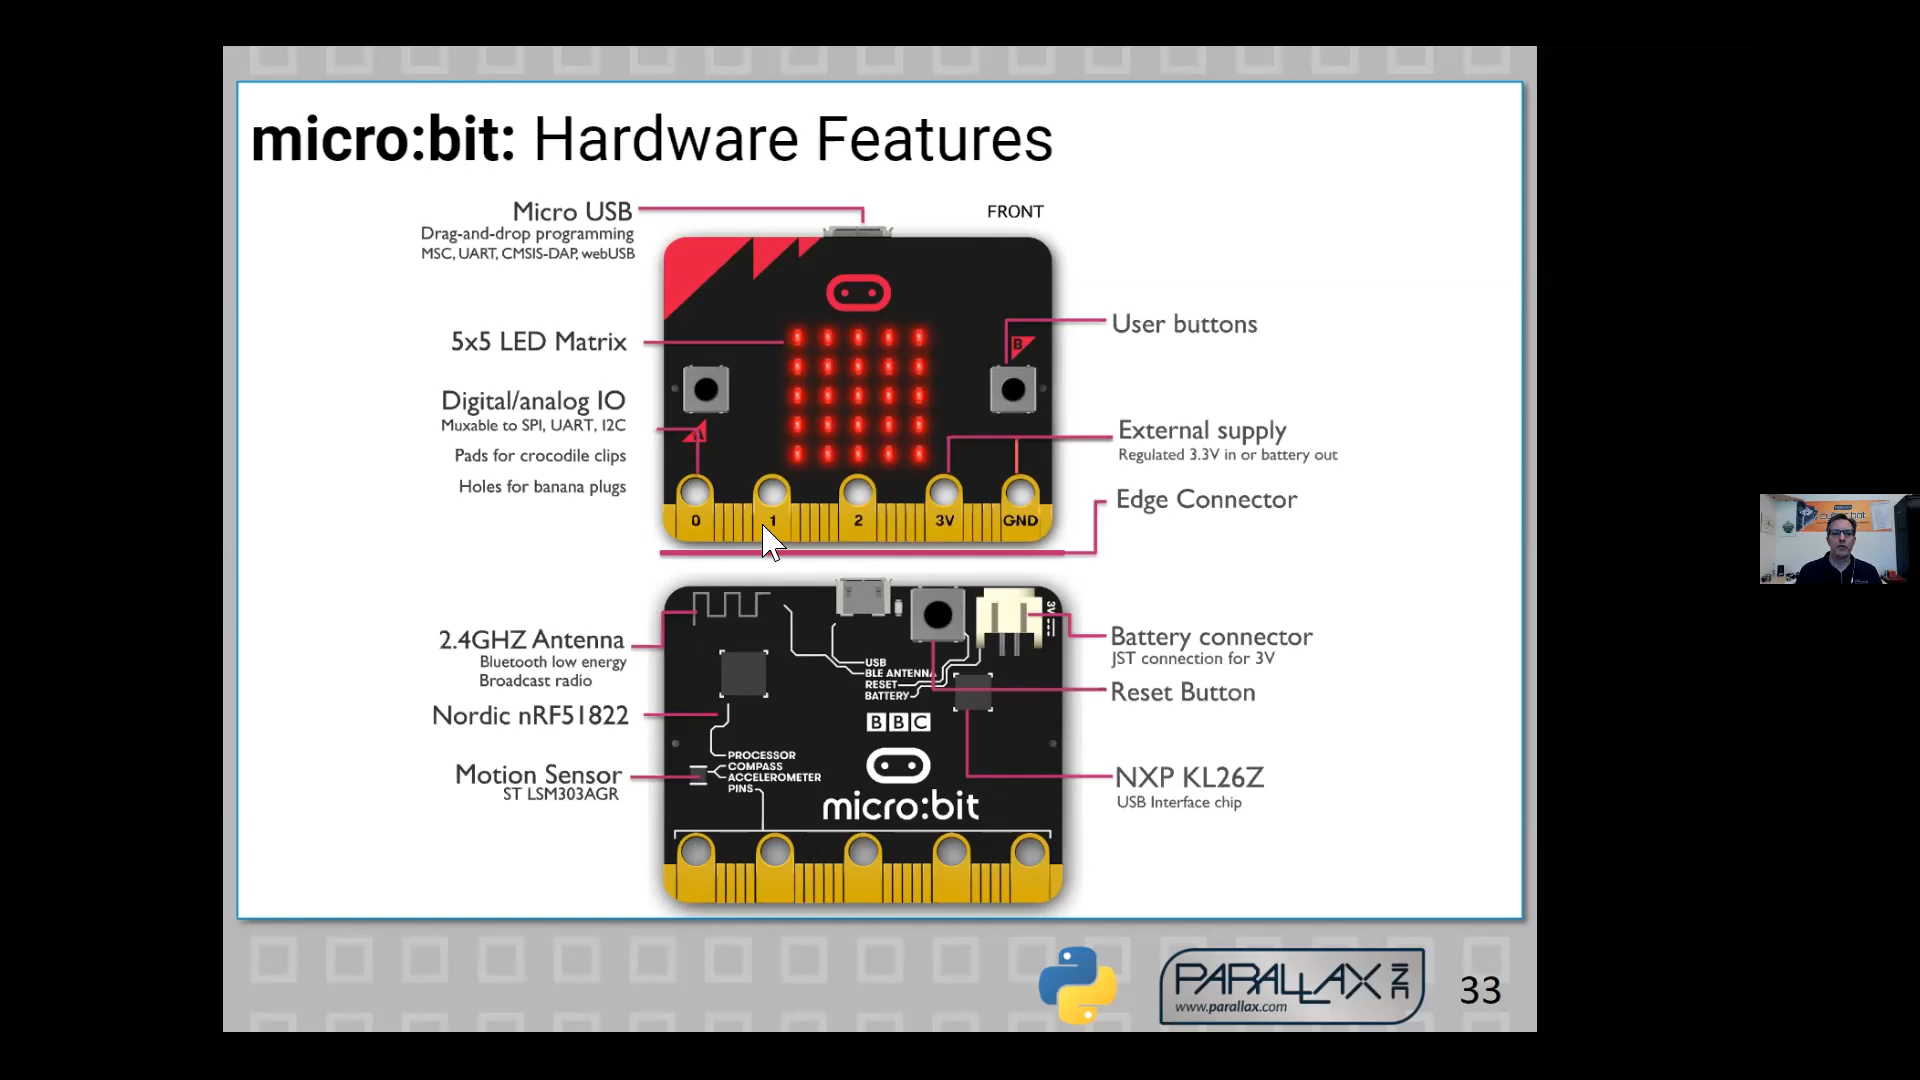 micro:bit: Hardware Features
Micro USB
Drag-and-drop programming
MSC, UART, CMSIS-DAP, webUSB
FRONT
5x5 LED Matrix
User buttons
B
Digital/analog IO
Muxable to SPI, UART, I2C
Pads for crocodile clips
Holes for banana plugs
A
External supply
Regulated 3.3V in or battery out
Edge Connector
0 1 2 3V GND
2.4GHZ Antenna
Bluetooth low energy
Broadcast radio
Nordic nRF51822
Motion Sensor
ST LSM303AGR
3V
USB
BLE ANTENNA
RESET
BATTERY
BBC
PROCESSOR
COMPASS
ACCELEROMETER
PINS
micro:bit
Battery connector
JST connection for 3V
Reset Button
NXP KL26Z
USB Interface chip
PARALLAX INC
www.parallax.com
33